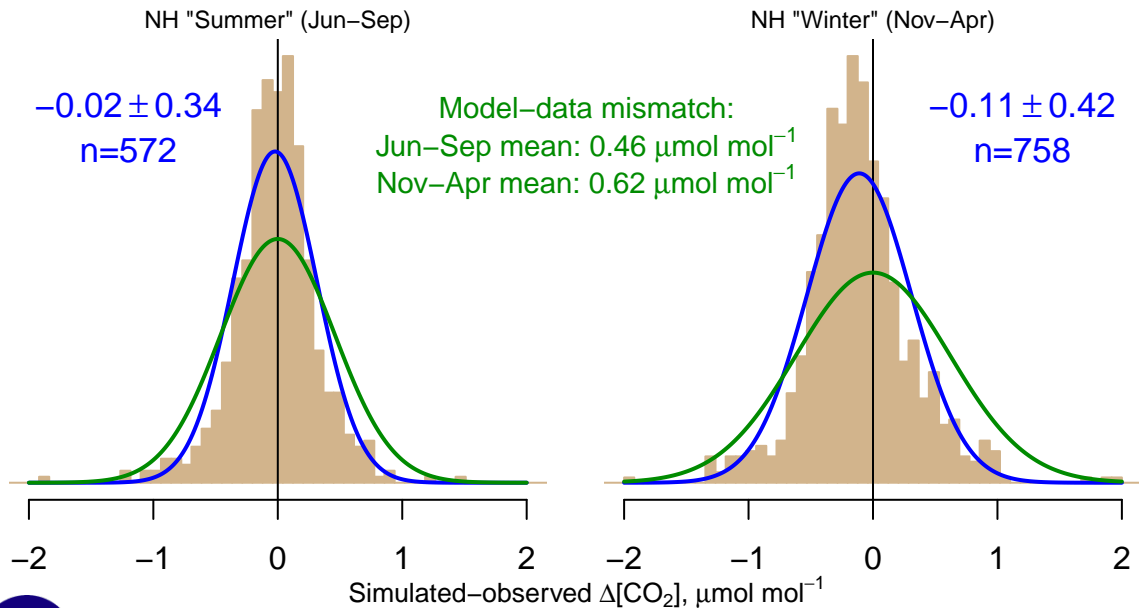 NH "Summer" (Jun−Sep)
−0.02 ± 0.34
n=572
Model−data mismatch:
Jun−Sep mean: 0.46 μmol mol⁻¹
Nov−Apr mean: 0.62 μmol mol⁻¹
NH "Winter" (Nov−Apr)
−0.11 ± 0.42
n=758
−2 −1 0 1 2
−2 −1 0 1 2
Simulated−observed Δ[CO₂], μmol mol⁻¹